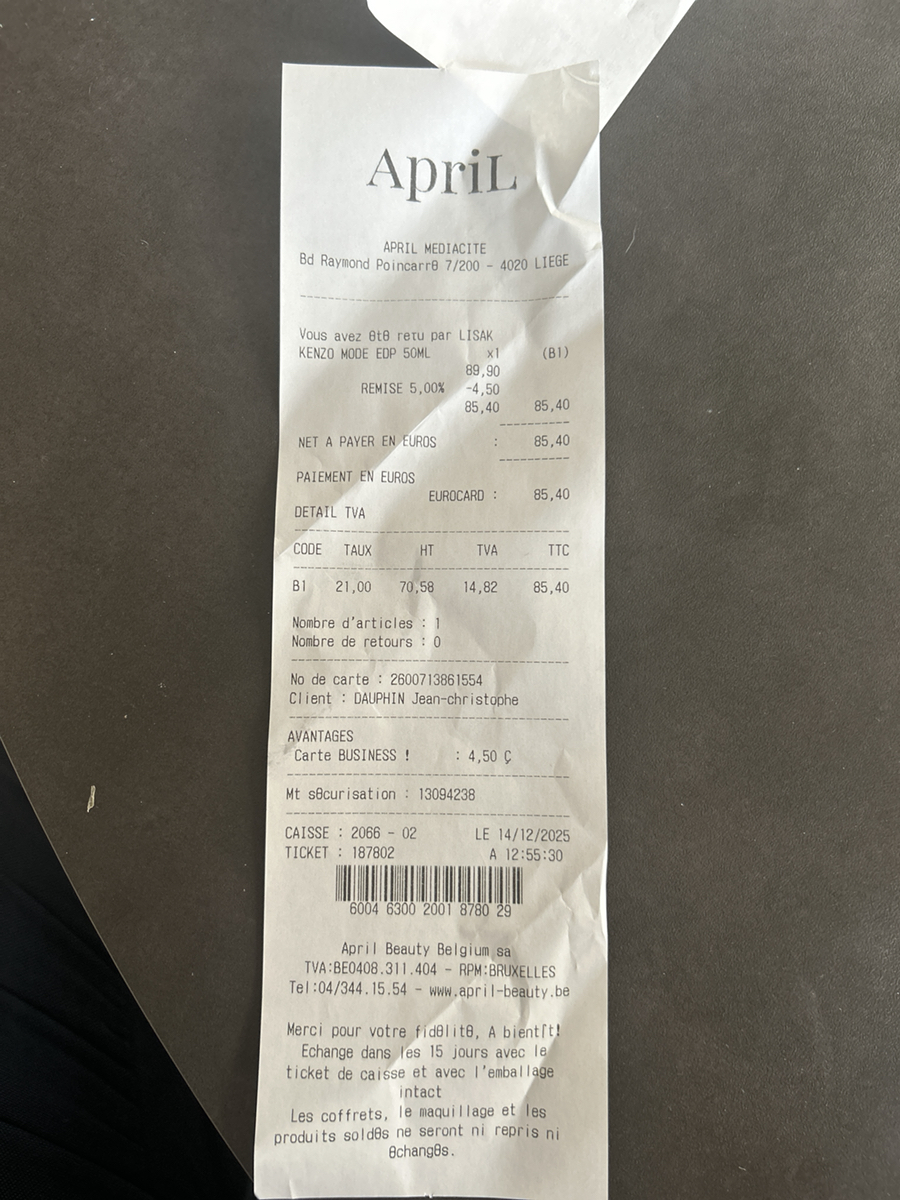 ApriL
APRIL MEDIACITE
Bd Raymond Poincarrθ 7/200 - 4020 LIEGE
Vous avez θtθ retu par LISAK
KENZO MODE EDP 50ML x1 (B1)
89,90
REMISE 5,00% -4,50
85,40 85,40
NET A PAYER EN EUROS : 85,40
PAIEMENT EN EUROS
EUROCARD : 85,40
DETAIL TVA
CODE TAUX HT TVA TTC
B1 21,00 70,58 14,82 85,40
Nombre d'articles : 1
Nombre de retours : 0
No de carte : 2600713861554
Client : DAUPHIN Jean-christophe
AVANTAGES
Carte BUSINESS ! : 4,50 Ç
Mt sθcurisation : 13094238
CAISSE : 2066 - 02 LE 14/12/2025
TICKET : 187802 A 12:55:30
6004 6300 2001 8780 29
April Beauty Belgium sa
TVA:BE0408.311.404 - RPM:BRUXELLES
Tel:04/344.15.54 - www.april-beauty.be
Merci pour votre fidθlitθ, A bient⌠t!
Echange dans les 15 jours avec le
ticket de caisse et avec l'emballage
intact
Les coffrets, le maquillage et les
produits soldθs ne seront ni repris ni
θchangθs.